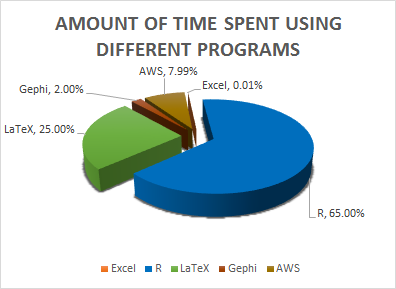 AMOUNT OF TIME SPENT USING
DIFFERENT PROGRAMS
AWS, 7.99%
Excel, 0.01%
Gephi, 2.00%
LaTeX, 25.00%
R, 65.00%
Excel R LaTeX Gephi AWS